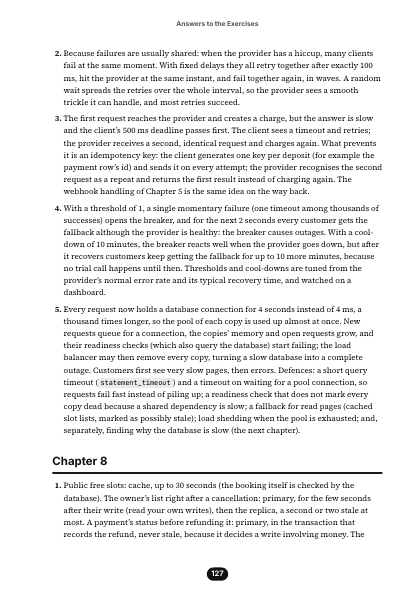 Answers to the Exercises
2. Because failures are usually shared: when the provider has a hiccup, many clients
fail at the same moment. With fixed delays they all retry together after exactly 100
ms, hit the provider at the same instant, and fail together again, in waves. A random
wait spreads the retries over the whole interval, so the provider sees a smooth
trickle it can handle, and most retries succeed.
3. The first request reaches the provider and creates a charge, but the answer is slow
and the client's 500 ms deadline passes first. The client sees a timeout and retries;
the provider receives a second, identical request and charges again. What prevents
it is an idempotency key: the client generates one key per deposit (for example the
payment row's id) and sends it on every attempt; the provider recognises the second
request as a repeat and returns the first result instead of charging again. The
webhook handling of Chapter 5 is the same idea on the way back.
4. With a threshold of 1, a single momentary failure (one timeout among thousands of
successes) opens the breaker, and for the next 2 seconds every customer gets the
fallback although the provider is healthy: the breaker causes outages. With a cool-
down of 10 minutes, the breaker reacts well when the provider goes down, but after
it recovers customers keep getting the fallback for up to 10 more minutes, because
no trial call happens until then. Thresholds and cool-downs are tuned from the
provider's normal error rate and its typical recovery time, and watched on a
dashboard.
5. Every request now holds a database connection for 4 seconds instead of 4 ms, a
thousand times longer, so the pool of each copy is used up almost at once. New
requests queue for a connection, the copies' memory and open requests grow, and
their readiness checks (which also query the database) start failing; the load
balancer may then remove every copy, turning a slow database into a complete
outage. Customers first see slow pages, then errors. Defences: a short query
timeout ( statement_timeout ) and a timeout on waiting for a pool connection, so
requests fail fast instead of piling up; a readiness check that does not mark every
copy dead because a shared dependency is slow; a fallback for read pages (cached
slot lists, marked as possibly stale); load shedding when the pool is exhausted; and,
separately, finding why the database is slow (the next chapter).
Chapter 8
1. Public free slots: cache, up to 30 seconds (the booking itself is checked by the
database). The owner's list right after a cancellation: primary, for the few seconds
after their write (read your own writes), then the replica, a second or two stale at
most. A payment's status before refunding it: primary, in the transaction that
records the refund, never stale, because it decides a write involving money. The
127